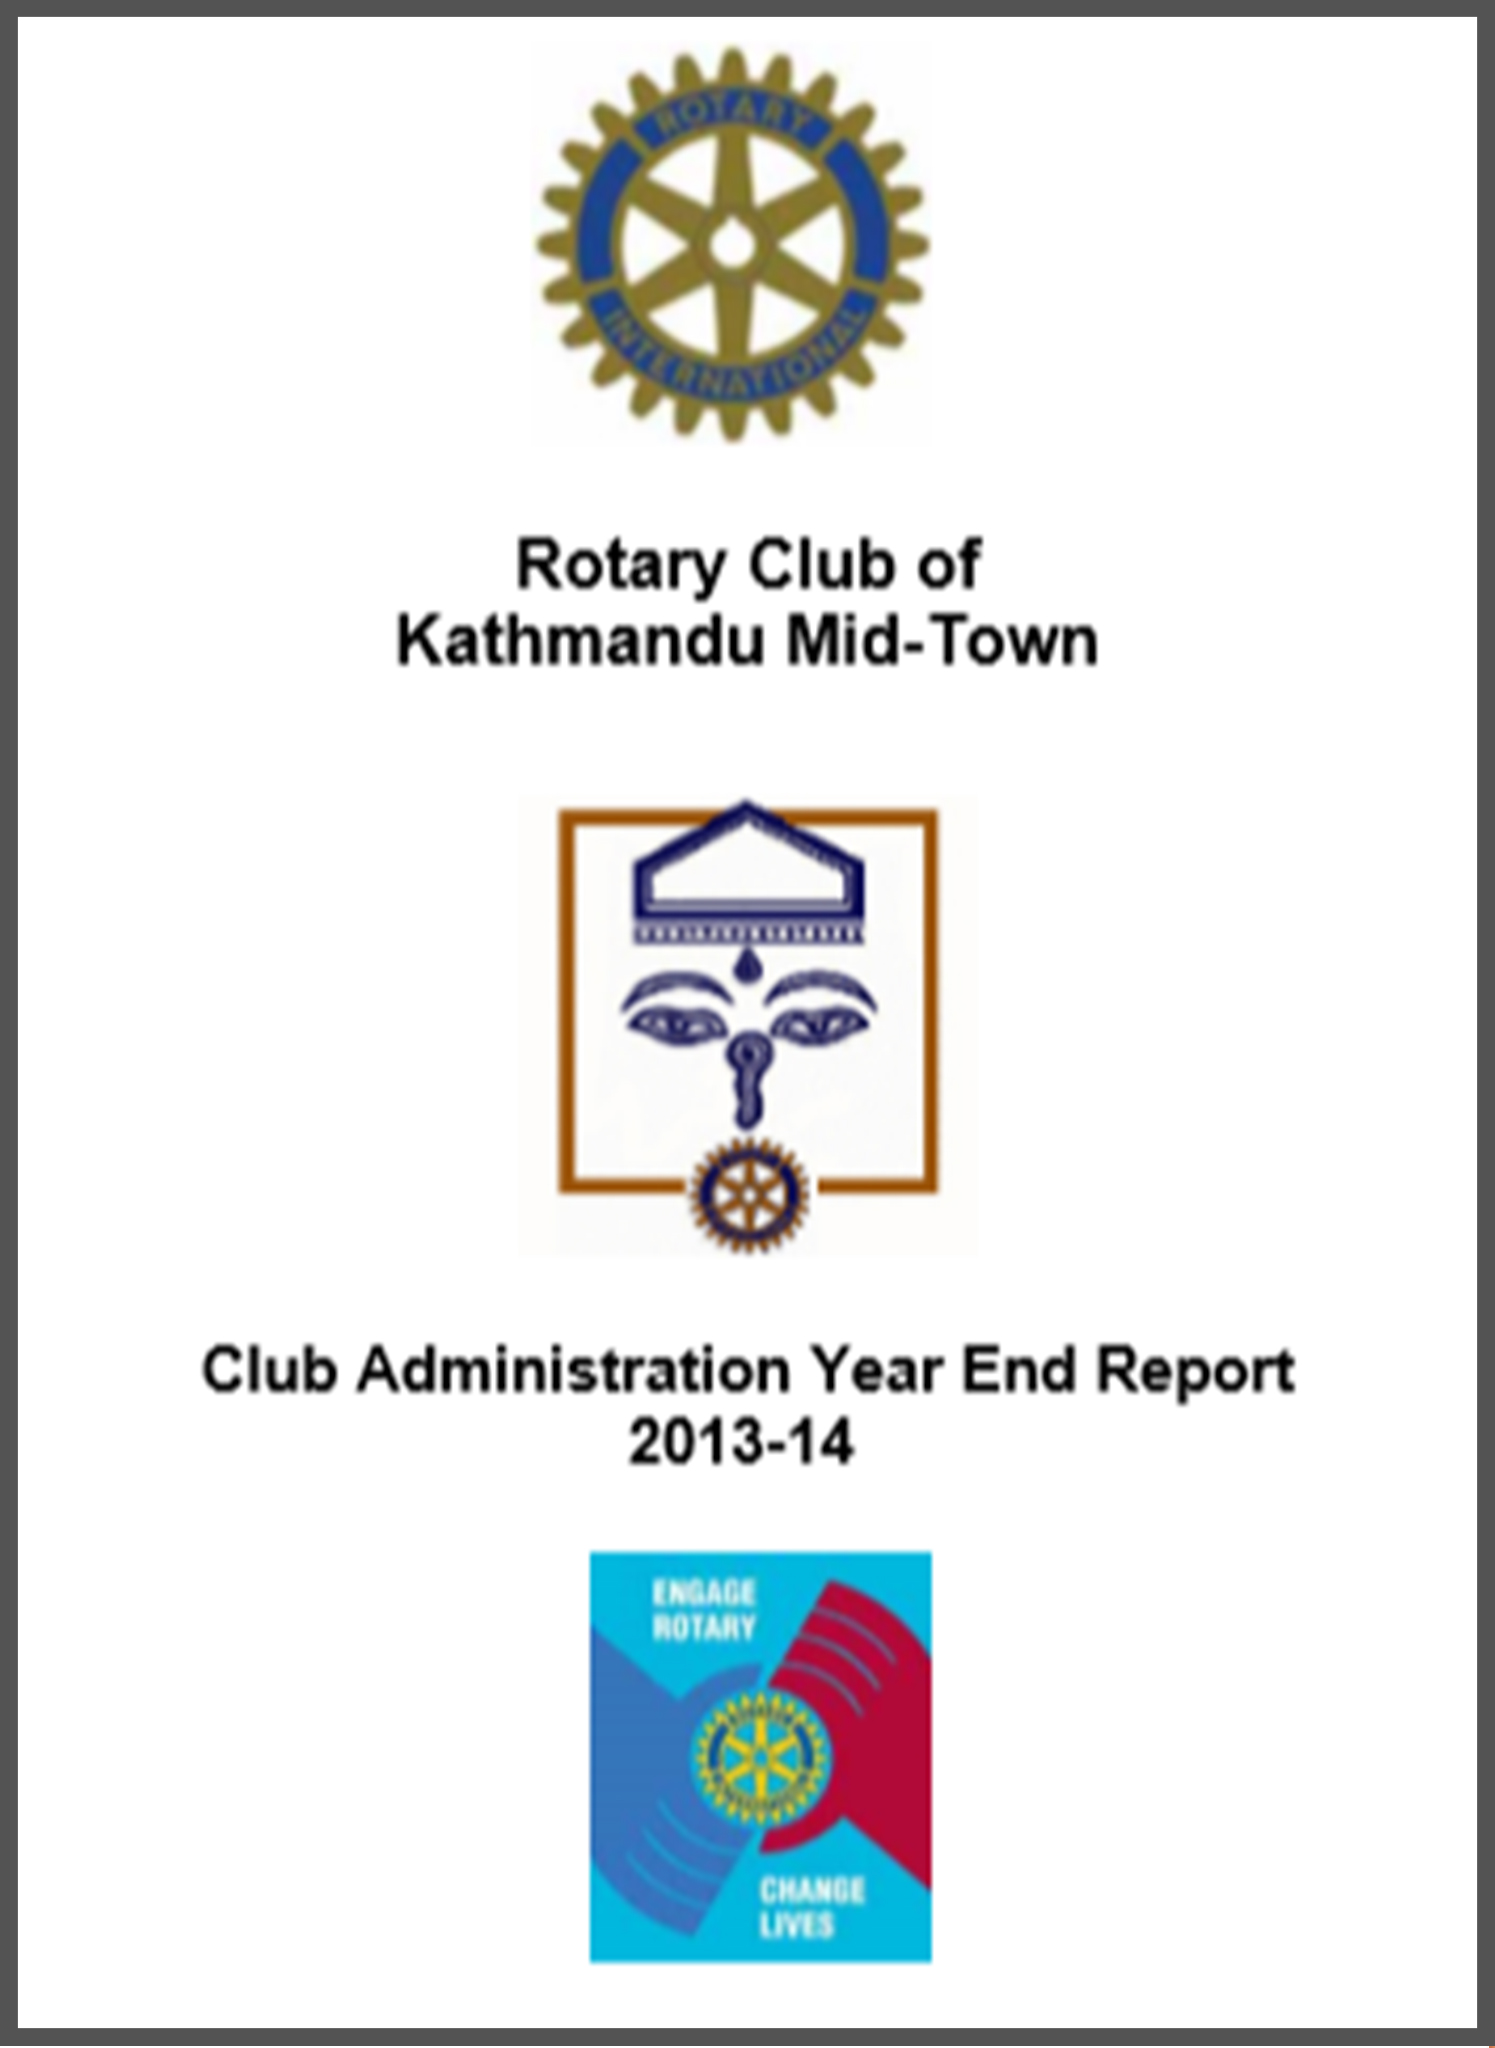 ROTARY
INTERNATIONAL
Rotary Club of
Kathmandu Mid-Town
Club Administration Year End Report
2013-14
ENGAGE
ROTARY
CHANGE
LIVES